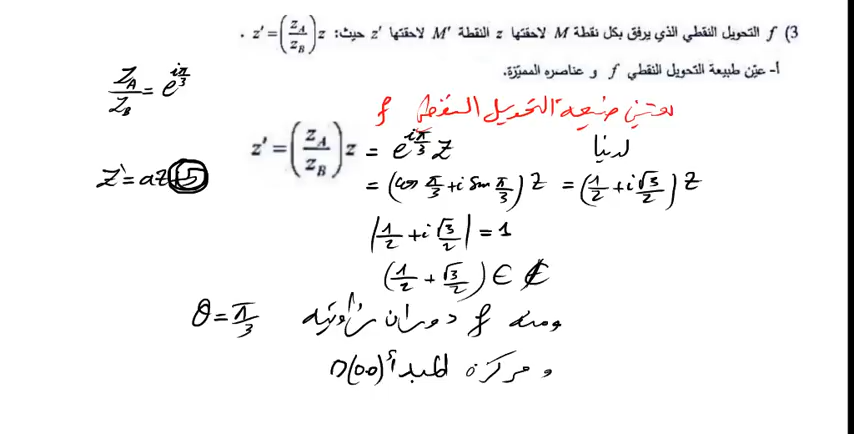 3) f التحويل النقطي الذي يرفق بكل نقطة M لاحقتها z النقطة M' لاحقتها z' حيث: z' = (z_A/z_B) z .
أ- عيّن طبيعة التحويل النقطي f و عناصره المميّزة.
Z_A/Z_B = e^{iπ/3}
نعين طبيعة التحويل النقطي f
لدينا
z' = (z_A/z_B) z = e^{iπ/3} Z
Z' = az + b
= (cos π/3 + i sin π/3) Z = (1/2 + i√3/2) Z
|1/2 + i √3/2| = 1
(1/2 + √3/2) ∈ ℂ
ومنه f دوران زاويته θ = π/3
و مركزه المبدأ O(0.0)